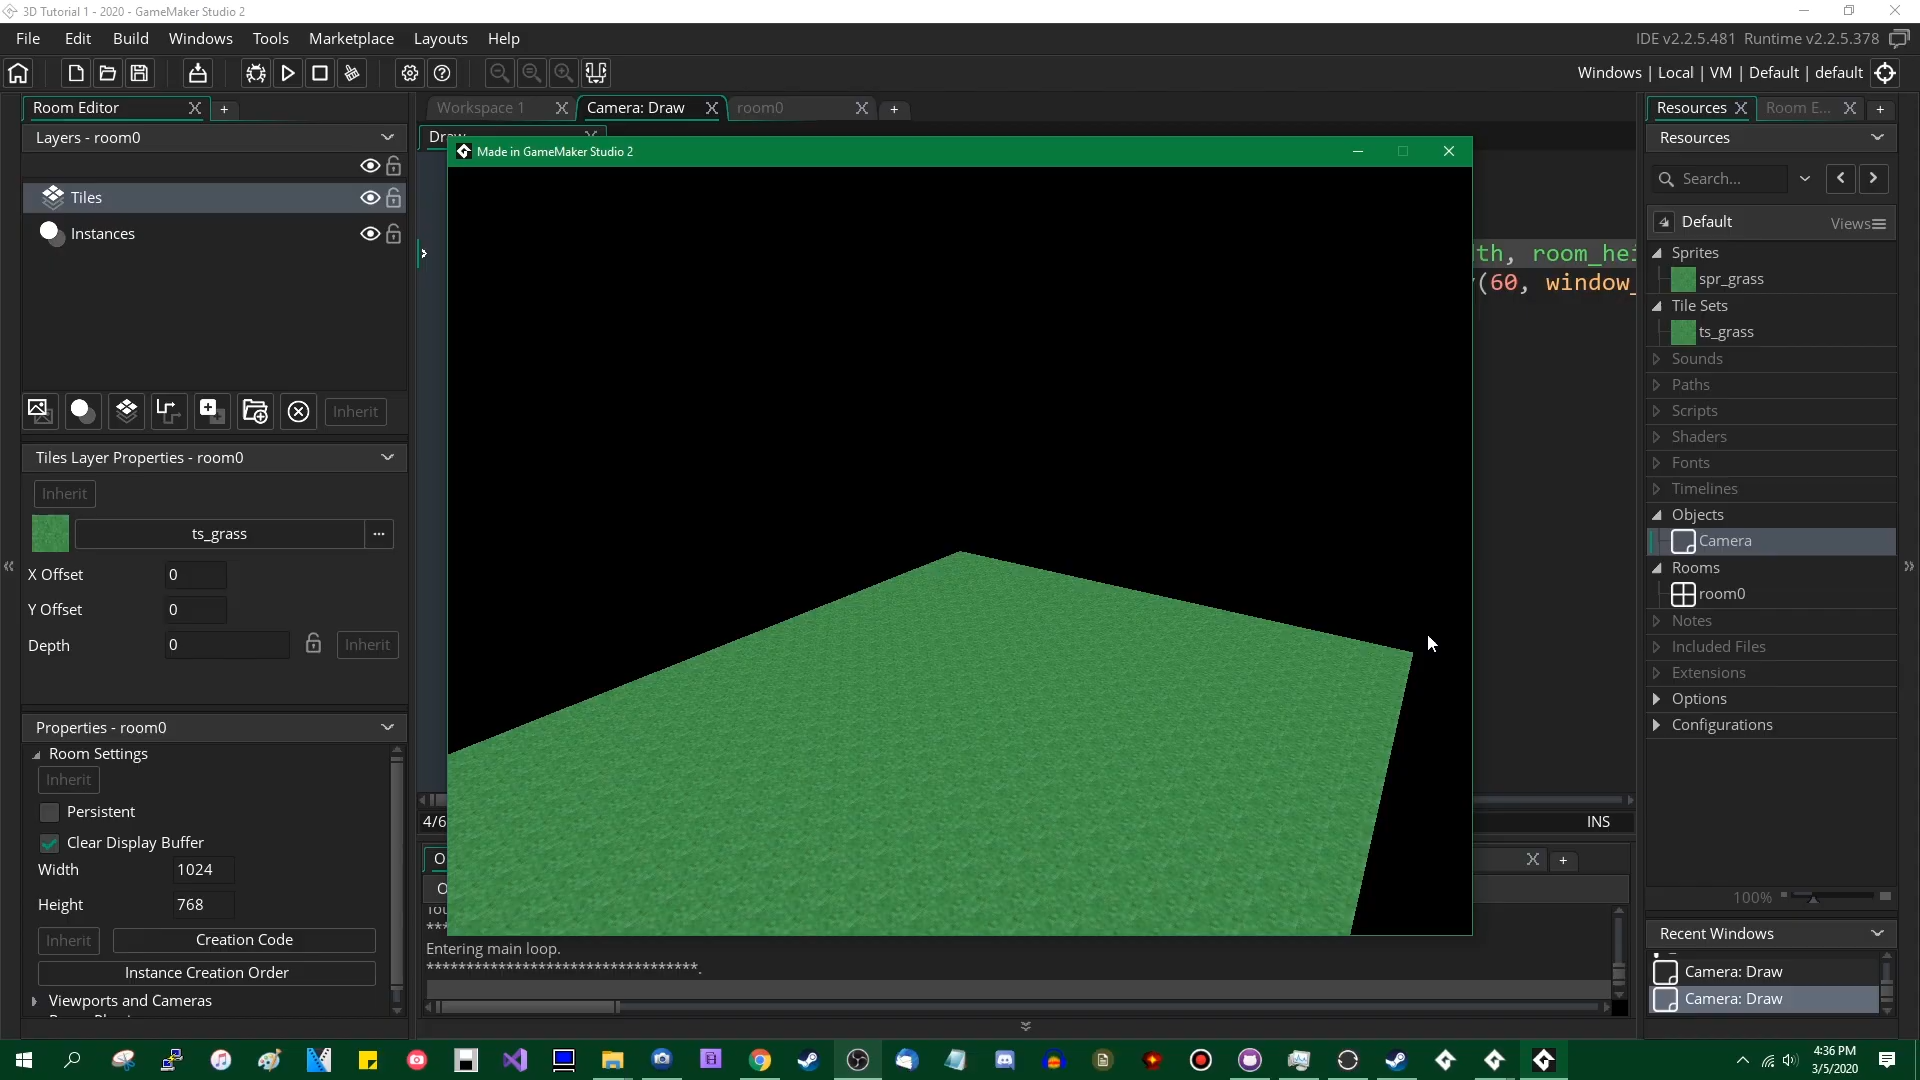 3D Tutorial 1 - 2020 - GameMaker Studio 2
File Edit Build Windows Tools Marketplace Layouts Help
IDE v2.2.5.481 Runtime v2.2.5.378
Windows | Local | VM | Default | default
Room Editor
Workspace 1
Camera: Draw
room0
Resources
Room E...
Layers - room0
Draw
Resources
Made in GameMaker Studio 2
Search...
Tiles
Instances
Default
Views
th, room_hei
(60, window_
Sprites
spr_grass
Tile Sets
ts_grass
Sounds
Paths
Scripts
Shaders
Fonts
Timelines
Objects
Camera
Rooms
room0
Notes
Included Files
Extensions
Options
Configurations
Inherit
Tiles Layer Properties - room0
Inherit
ts_grass
...
X Offset 0
Y Offset 0
Depth 0
Inherit
Properties - room0
Room Settings
Inherit
Persistent
Clear Display Buffer
Width 1024
Height 768
Inherit
Creation Code
Instance Creation Order
Viewports and Cameras
4/6
INS
O
O
***
Entering main loop.
**********************************.
100%
Recent Windows
Camera: Draw
Camera: Draw
4:36 PM
3/5/2020